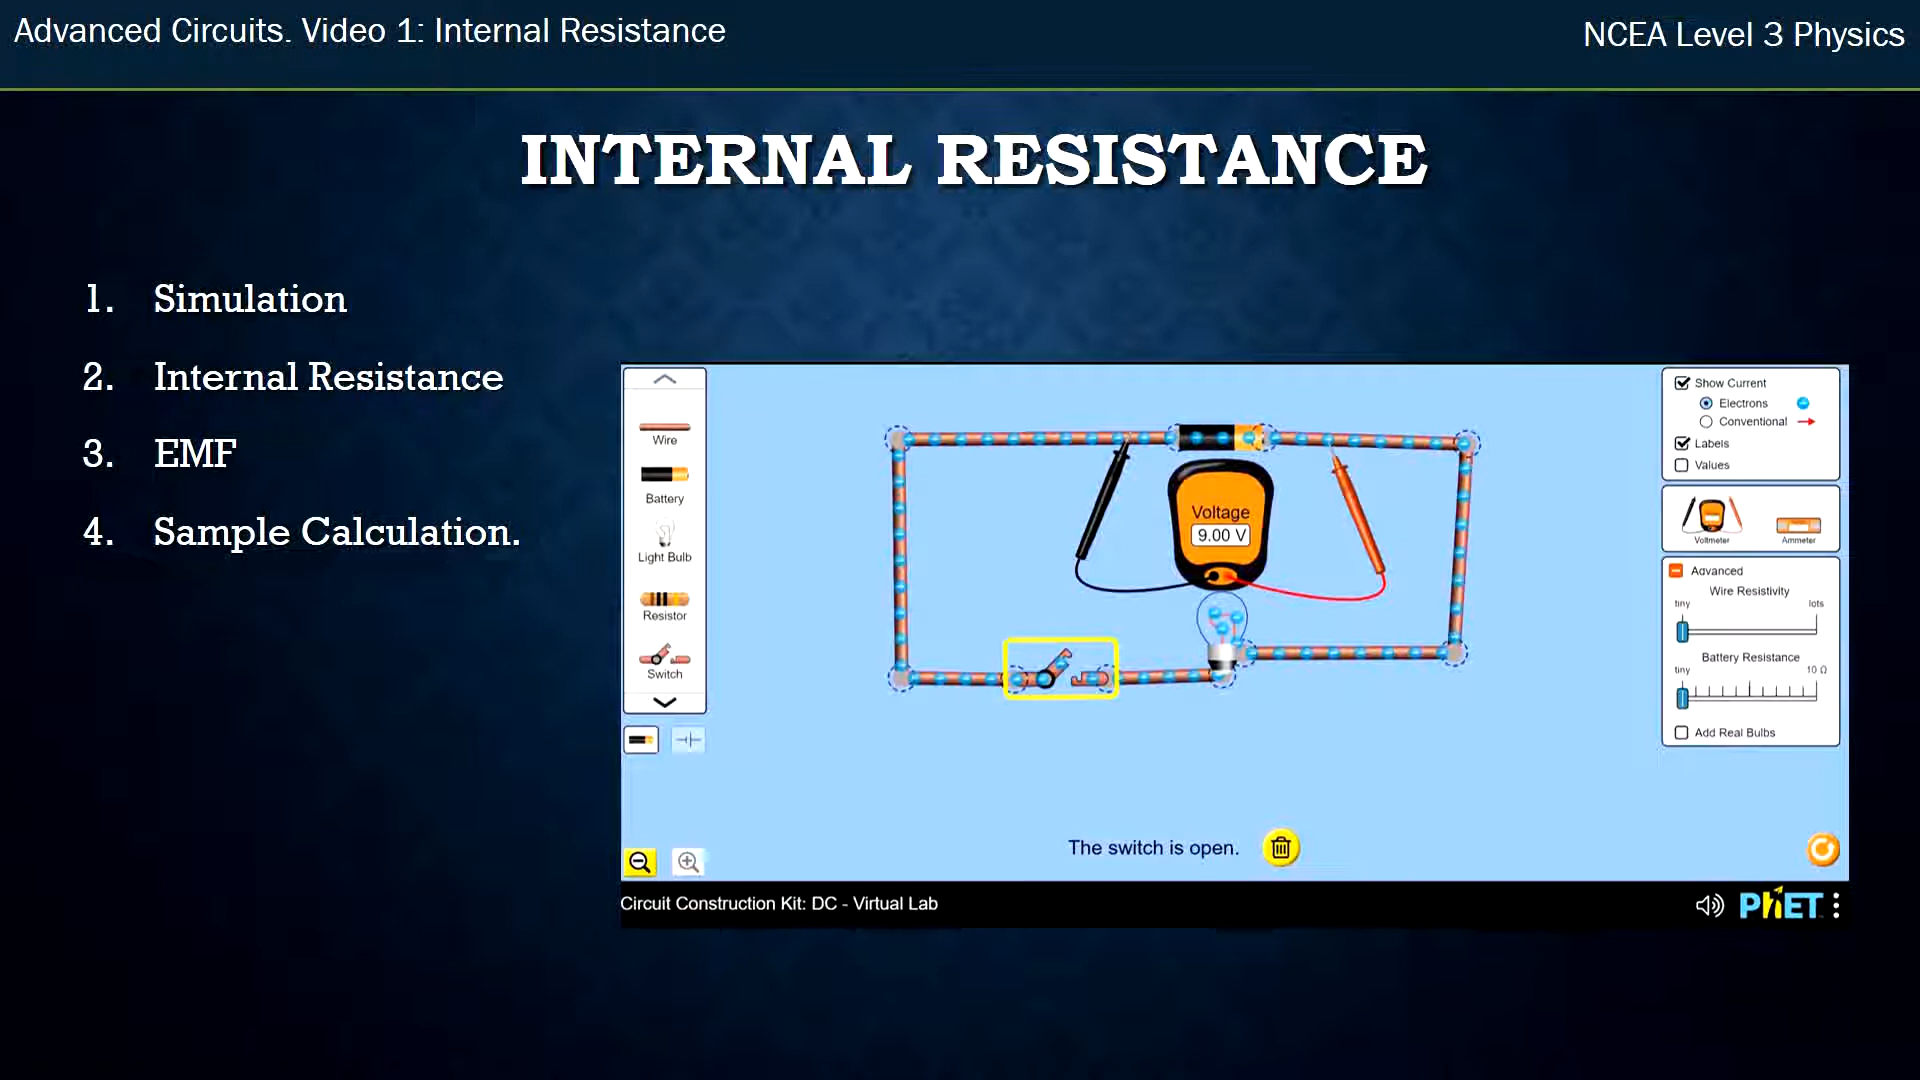 Advanced Circuits. Video 1: Internal Resistance
NCEA Level 3 Physics
INTERNAL RESISTANCE
1. Simulation
2. Internal Resistance
3. EMF
4. Sample Calculation.
Wire
Battery
Light Bulb
Resistor
Switch
Voltage
9.00 V
Show Current
Electrons
Conventional
Labels
Values
Voltmeter
Ammeter
Advanced
Wire Resistivity
tiny lots
Battery Resistance
tiny 10 Ω
Add Real Bulbs
The switch is open.
Circuit Construction Kit: DC - Virtual Lab
PhET